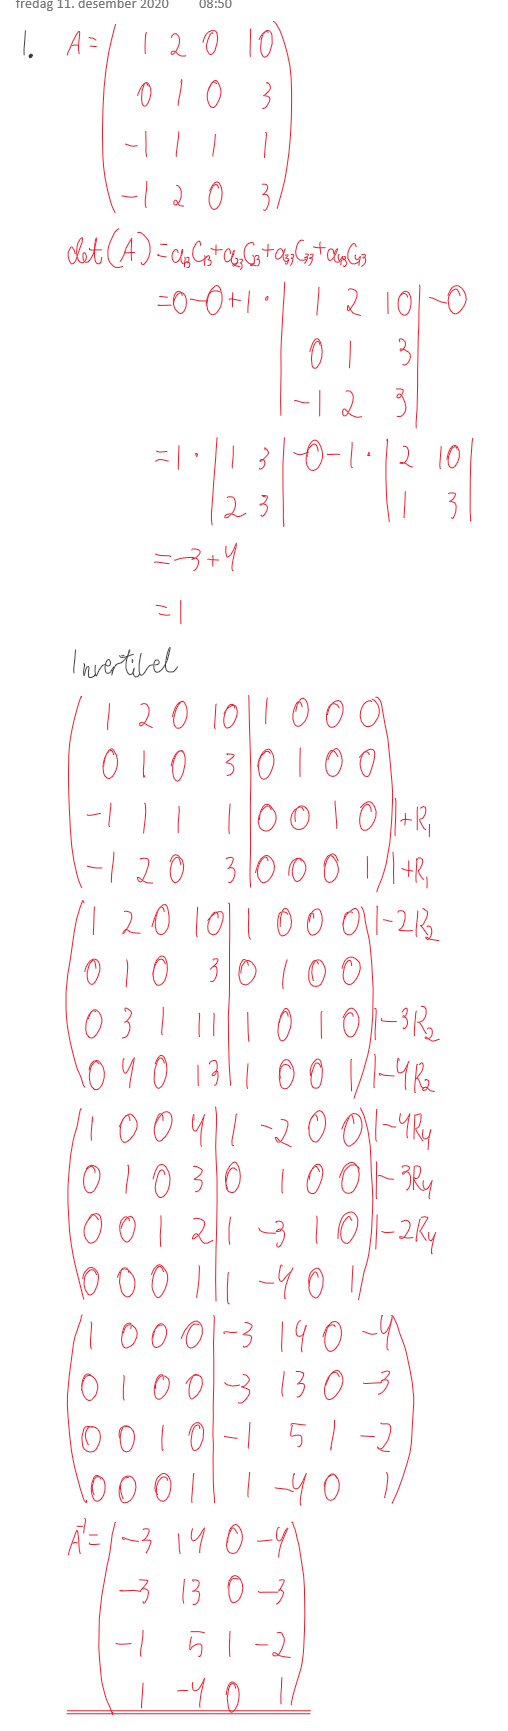 fredag 11. desember 2020 08:50
1. A = ( 1 2 0 10
0 1 0 3
-1 1 1 1
-1 2 0 3 )
det(A) = a₁₃C₁₃ + a₂₃C₂₃ + a₃₃C₃₃ + a₄₃C₄₃
= 0 - 0 + 1 · | 1 2 10 | - 0
0 1 3
-1 2 3
= 1 · | 1 3 | - 0 - 1 · | 2 10 |
2 3 1 3
= -3 + 4
= 1
Invertibel
( 1 2 0 10 | 1 0 0 0
0 1 0 3 | 0 1 0 0
-1 1 1 1 | 0 0 1 0 | +R₁
-1 2 0 3 | 0 0 0 1 ) | +R₁
( 1 2 0 10 | 1 0 0 0 | -2R₂
0 1 0 3 | 0 1 0 0
0 3 1 11 | 1 0 1 0 | -3R₂
0 4 0 13 | 1 0 0 1 ) | -4R₂
( 1 0 0 4 | 1 -2 0 0 | -4R₄
0 1 0 3 | 0 1 0 0 | -3R₄
0 0 1 2 | 1 -3 1 0 | -2R₄
0 0 0 1 | 1 -4 0 1 )
( 1 0 0 0 | -3 14 0 -4
0 1 0 0 | -3 13 0 -3
0 0 1 0 | -1 5 1 -2
0 0 0 1 | 1 -4 0 1 )
A⁻¹ = ( -3 14 0 -4
-3 13 0 -3
-1 5 1 -2
1 -4 0 1 )